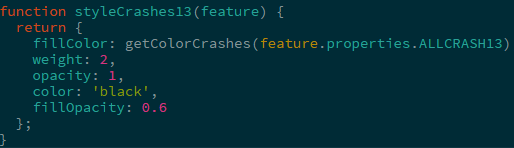 function styleCrashes13(feature) {
  return {
    fillColor: getColorCrashes(feature.properties.ALLCRASH13)
    weight: 2,
    opacity: 1,
    color: 'black',
    fillOpacity: 0.6
  };
}